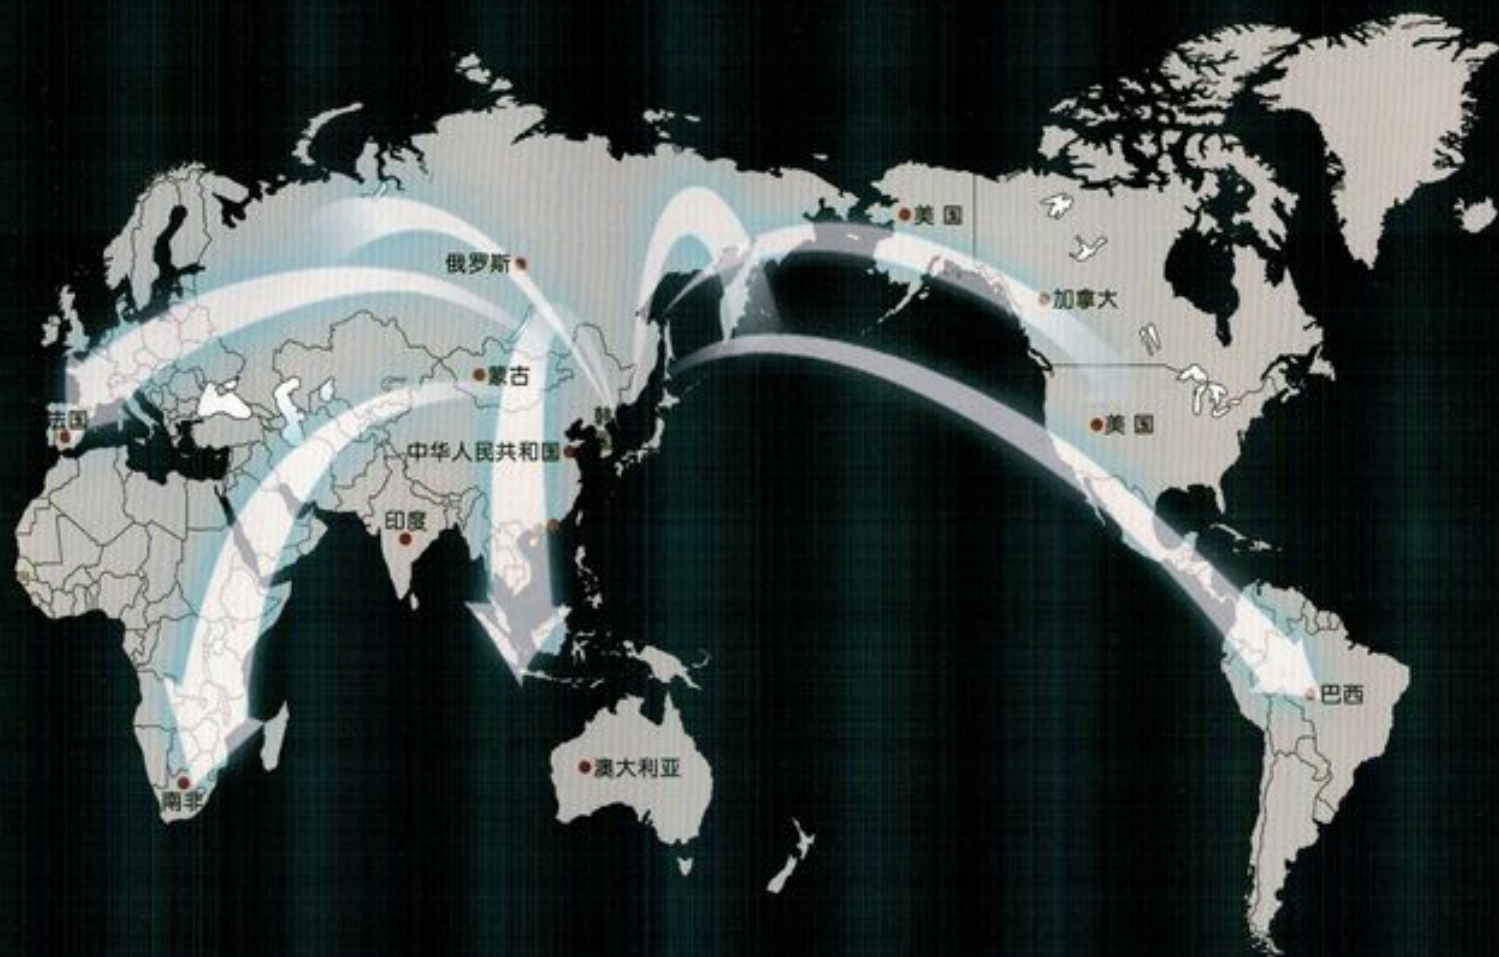 美国
俄罗斯
加拿大
蒙古
法国
韩
美国
中华人民共和国
印度
巴西
澳大利亚
南非